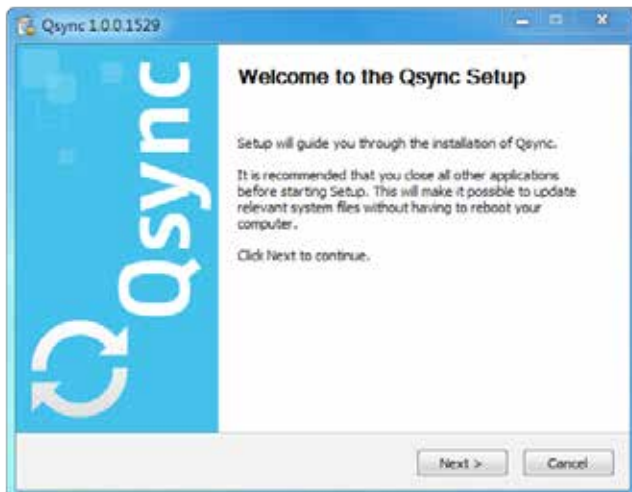 Qsync 1.0.0.1529
Qsync
Welcome to the Qsync Setup
Setup will guide you through the installation of Qsync.
It is recommended that you close all other applications
before starting Setup. This will make it possible to update
relevant system files without having to reboot your
computer.
Click Next to continue.
Next >
Cancel